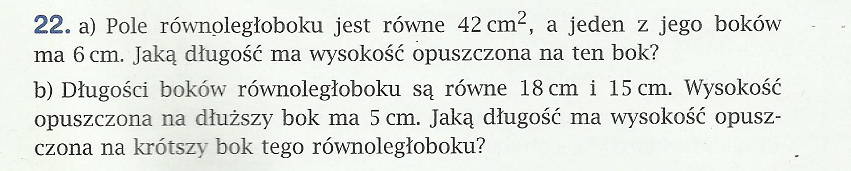 22. a) Pole równoległoboku jest równe 42 cm², a jeden z jego boków
ma 6 cm. Jaką długość ma wysokość opuszczona na ten bok?
b) Długości boków równoległoboku są równe 18 cm i 15 cm. Wysokość
opuszczona na dłuższy bok ma 5 cm. Jaką długość ma wysokość opusz-
czona na krótszy bok tego równoległoboku?